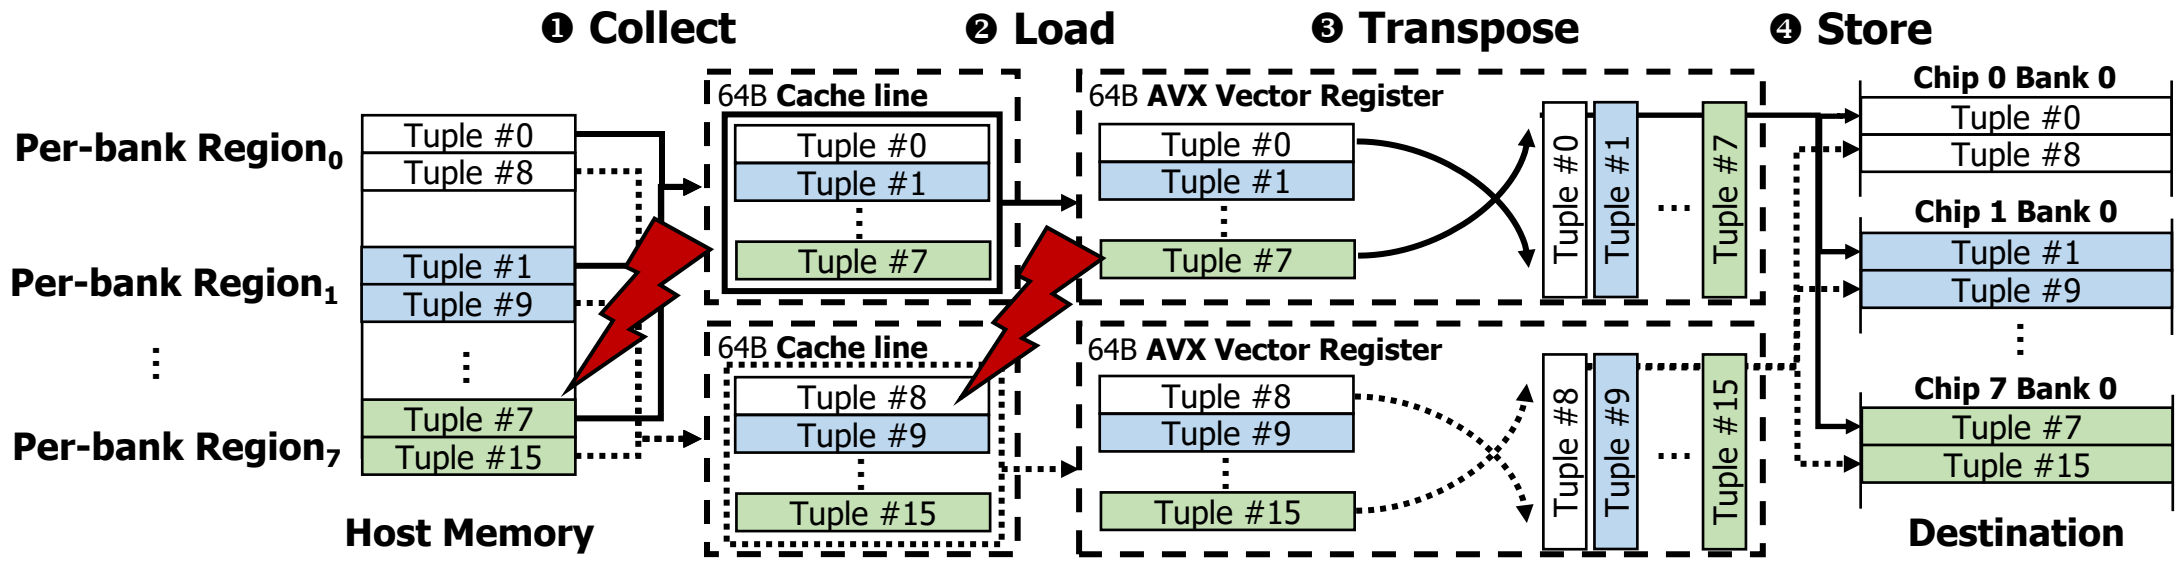 ❶ Collect
❷ Load
❸ Transpose
❹ Store
Per-bank Region0
Per-bank Region1
⋮
Per-bank Region7
Tuple #0
Tuple #8
Tuple #1
Tuple #9
⋮
Tuple #7
Tuple #15
Host Memory
64B Cache line
Tuple #0
Tuple #1
⋮
Tuple #7
64B Cache line
Tuple #8
Tuple #9
⋮
Tuple #15
64B AVX Vector Register
Tuple #0
Tuple #1
⋮
Tuple #7
Tuple #0
Tuple #1
...
Tuple #7
64B AVX Vector Register
Tuple #8
Tuple #9
⋮
Tuple #15
Tuple #8
Tuple #9
...
Tuple #15
Chip 0 Bank 0
Tuple #0
Tuple #8
Chip 1 Bank 0
Tuple #1
Tuple #9
⋮
Chip 7 Bank 0
Tuple #7
Tuple #15
Destination